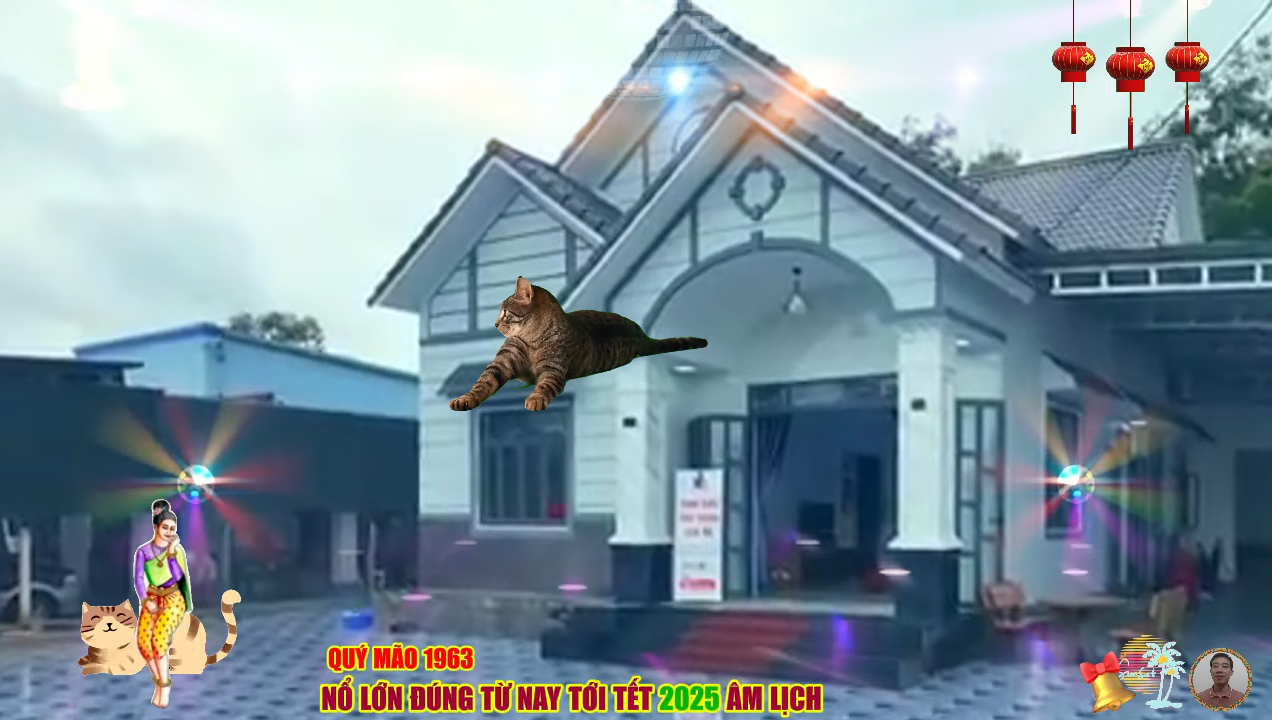 QUÝ MÃO 1963
NỔ LỚN ĐÚNG TỪ NAY TỚI TẾT 2025 ÂM LỊCH